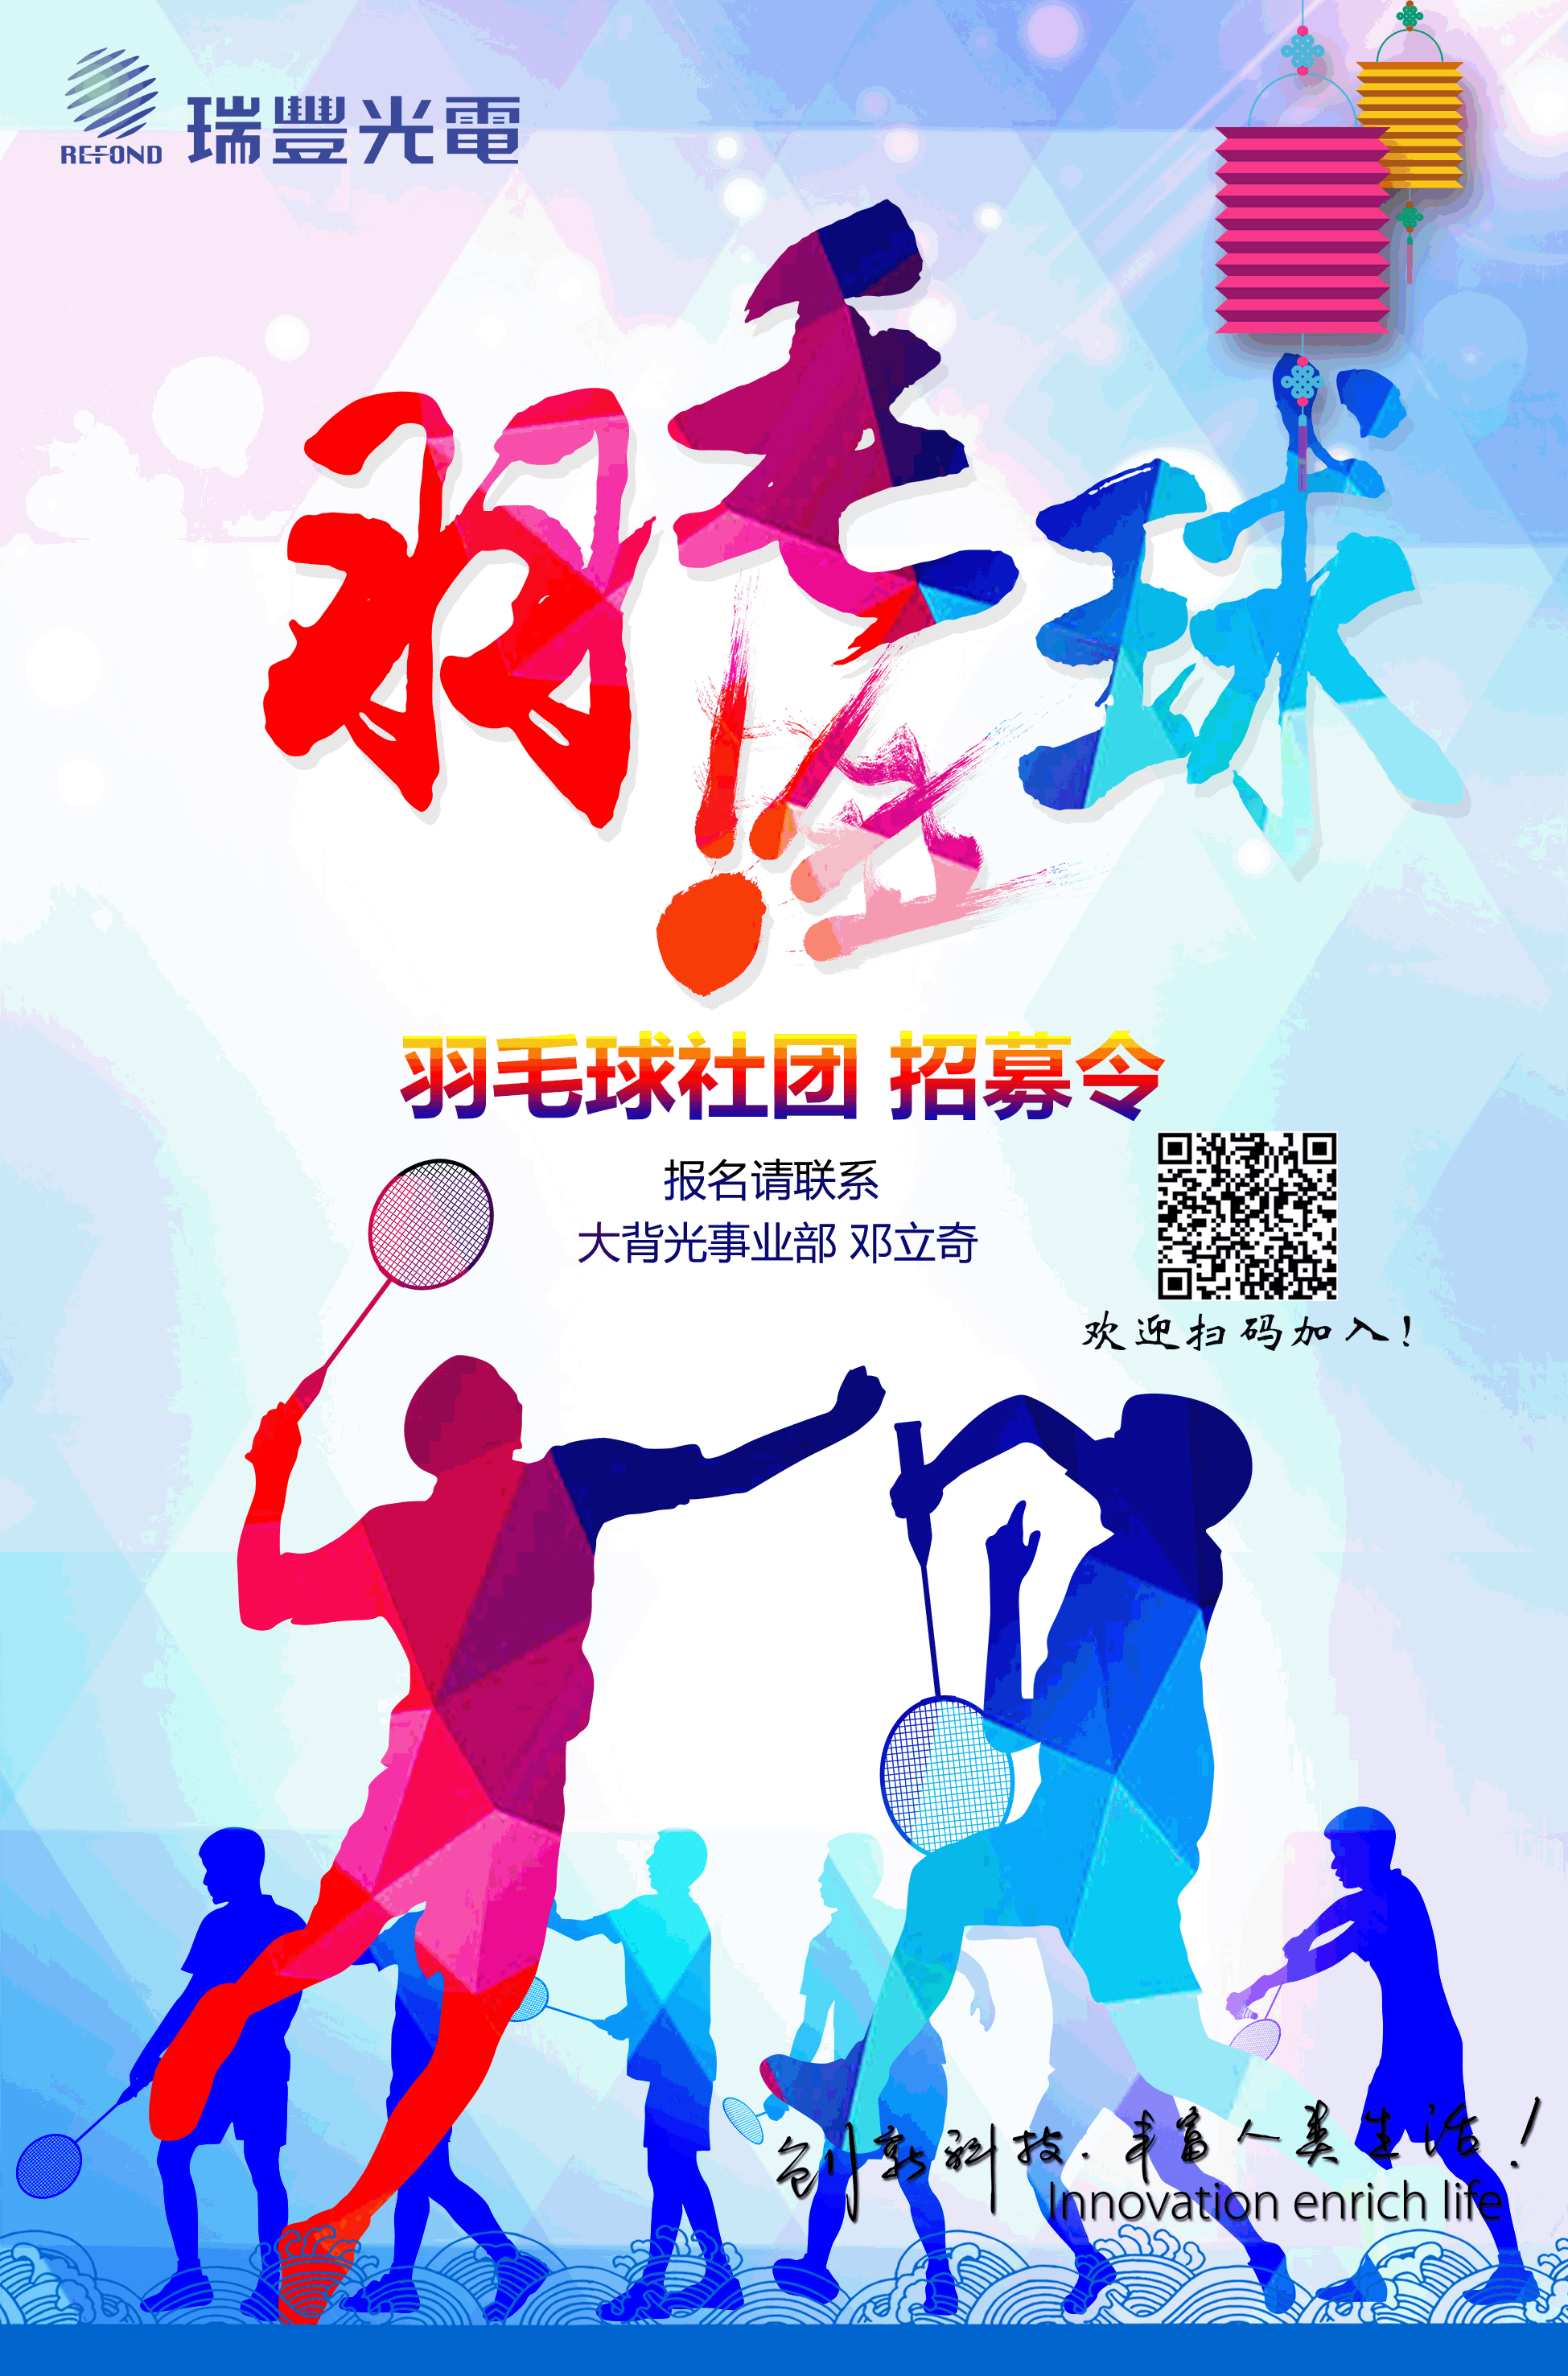 REFOND 瑞豐光電
羽毛球
羽毛球社团 招募令
报名请联系
大背光事业部 邓立奇
欢迎扫码加入!
创新科技.丰富人类生活!
Innovation enrich life